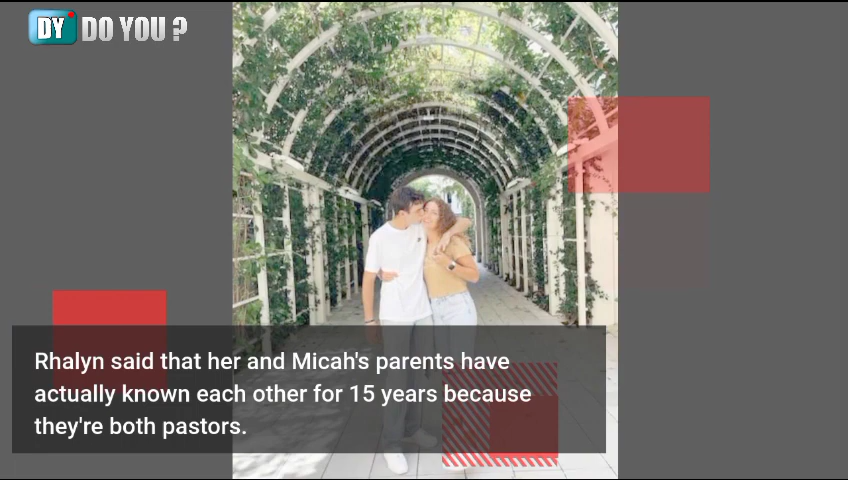 DY DO YOU ?
Rhalyn said that her and Micah's parents have
actually known each other for 15 years because
they're both pastors.